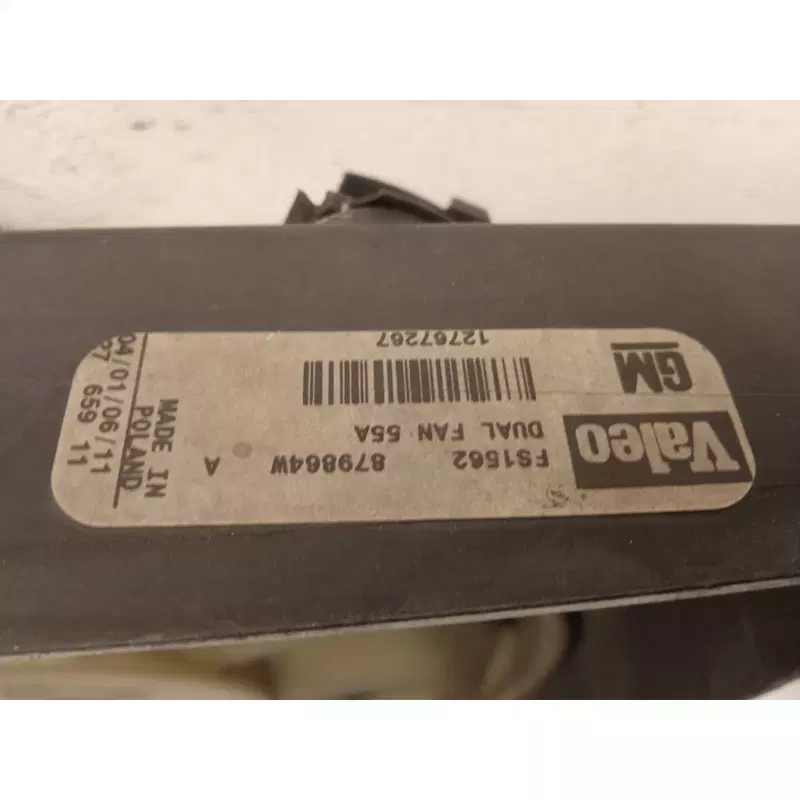 Valeo
FS1562
879864W
A
DUAL FAN 55A
MADE IN
POLAND
04/01/06/11
659 11
GM
12767267